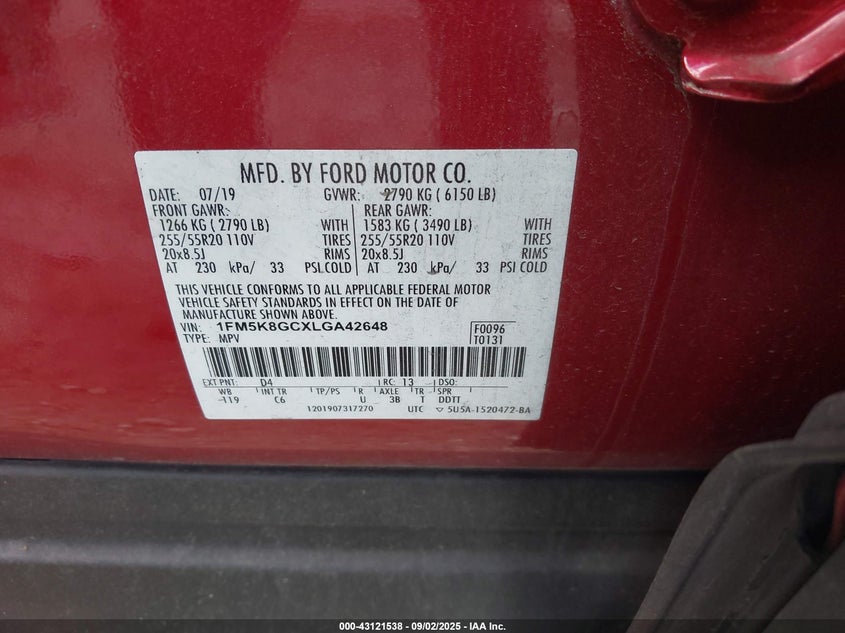 MFD. BY FORD MOTOR CO.
DATE: 07/19 GVWR: 2790 KG ( 6150 LB)
FRONT GAWR: REAR GAWR:
1266 KG ( 2790 LB) WITH 1583 KG ( 3490 LB) WITH
255/55R20 110V TIRES 255/55R20 110V TIRES
20x8.5J RIMS 20x8.5J RIMS
AT 230 kPa/ 33 PSI COLD AT 230 kPa/ 33 PSI COLD
THIS VEHICLE CONFORMS TO ALL APPLICABLE FEDERAL MOTOR
VEHICLE SAFETY STANDARDS IN EFFECT ON THE DATE OF
MANUFACTURE SHOWN ABOVE.
VIN: 1FM5K8GCXLGA42648 F0096
TYPE: MPV T0131
EXT PNT: D4 RC: 13 DSO:
WB INT TR TP/PS R AXLE TR SPR
119 C6 U 3B T DDTT
1201907317270 UTC ▽ 5U5A-1520472-BA
000-43121538 - 09/02/2025 - IAA Inc.